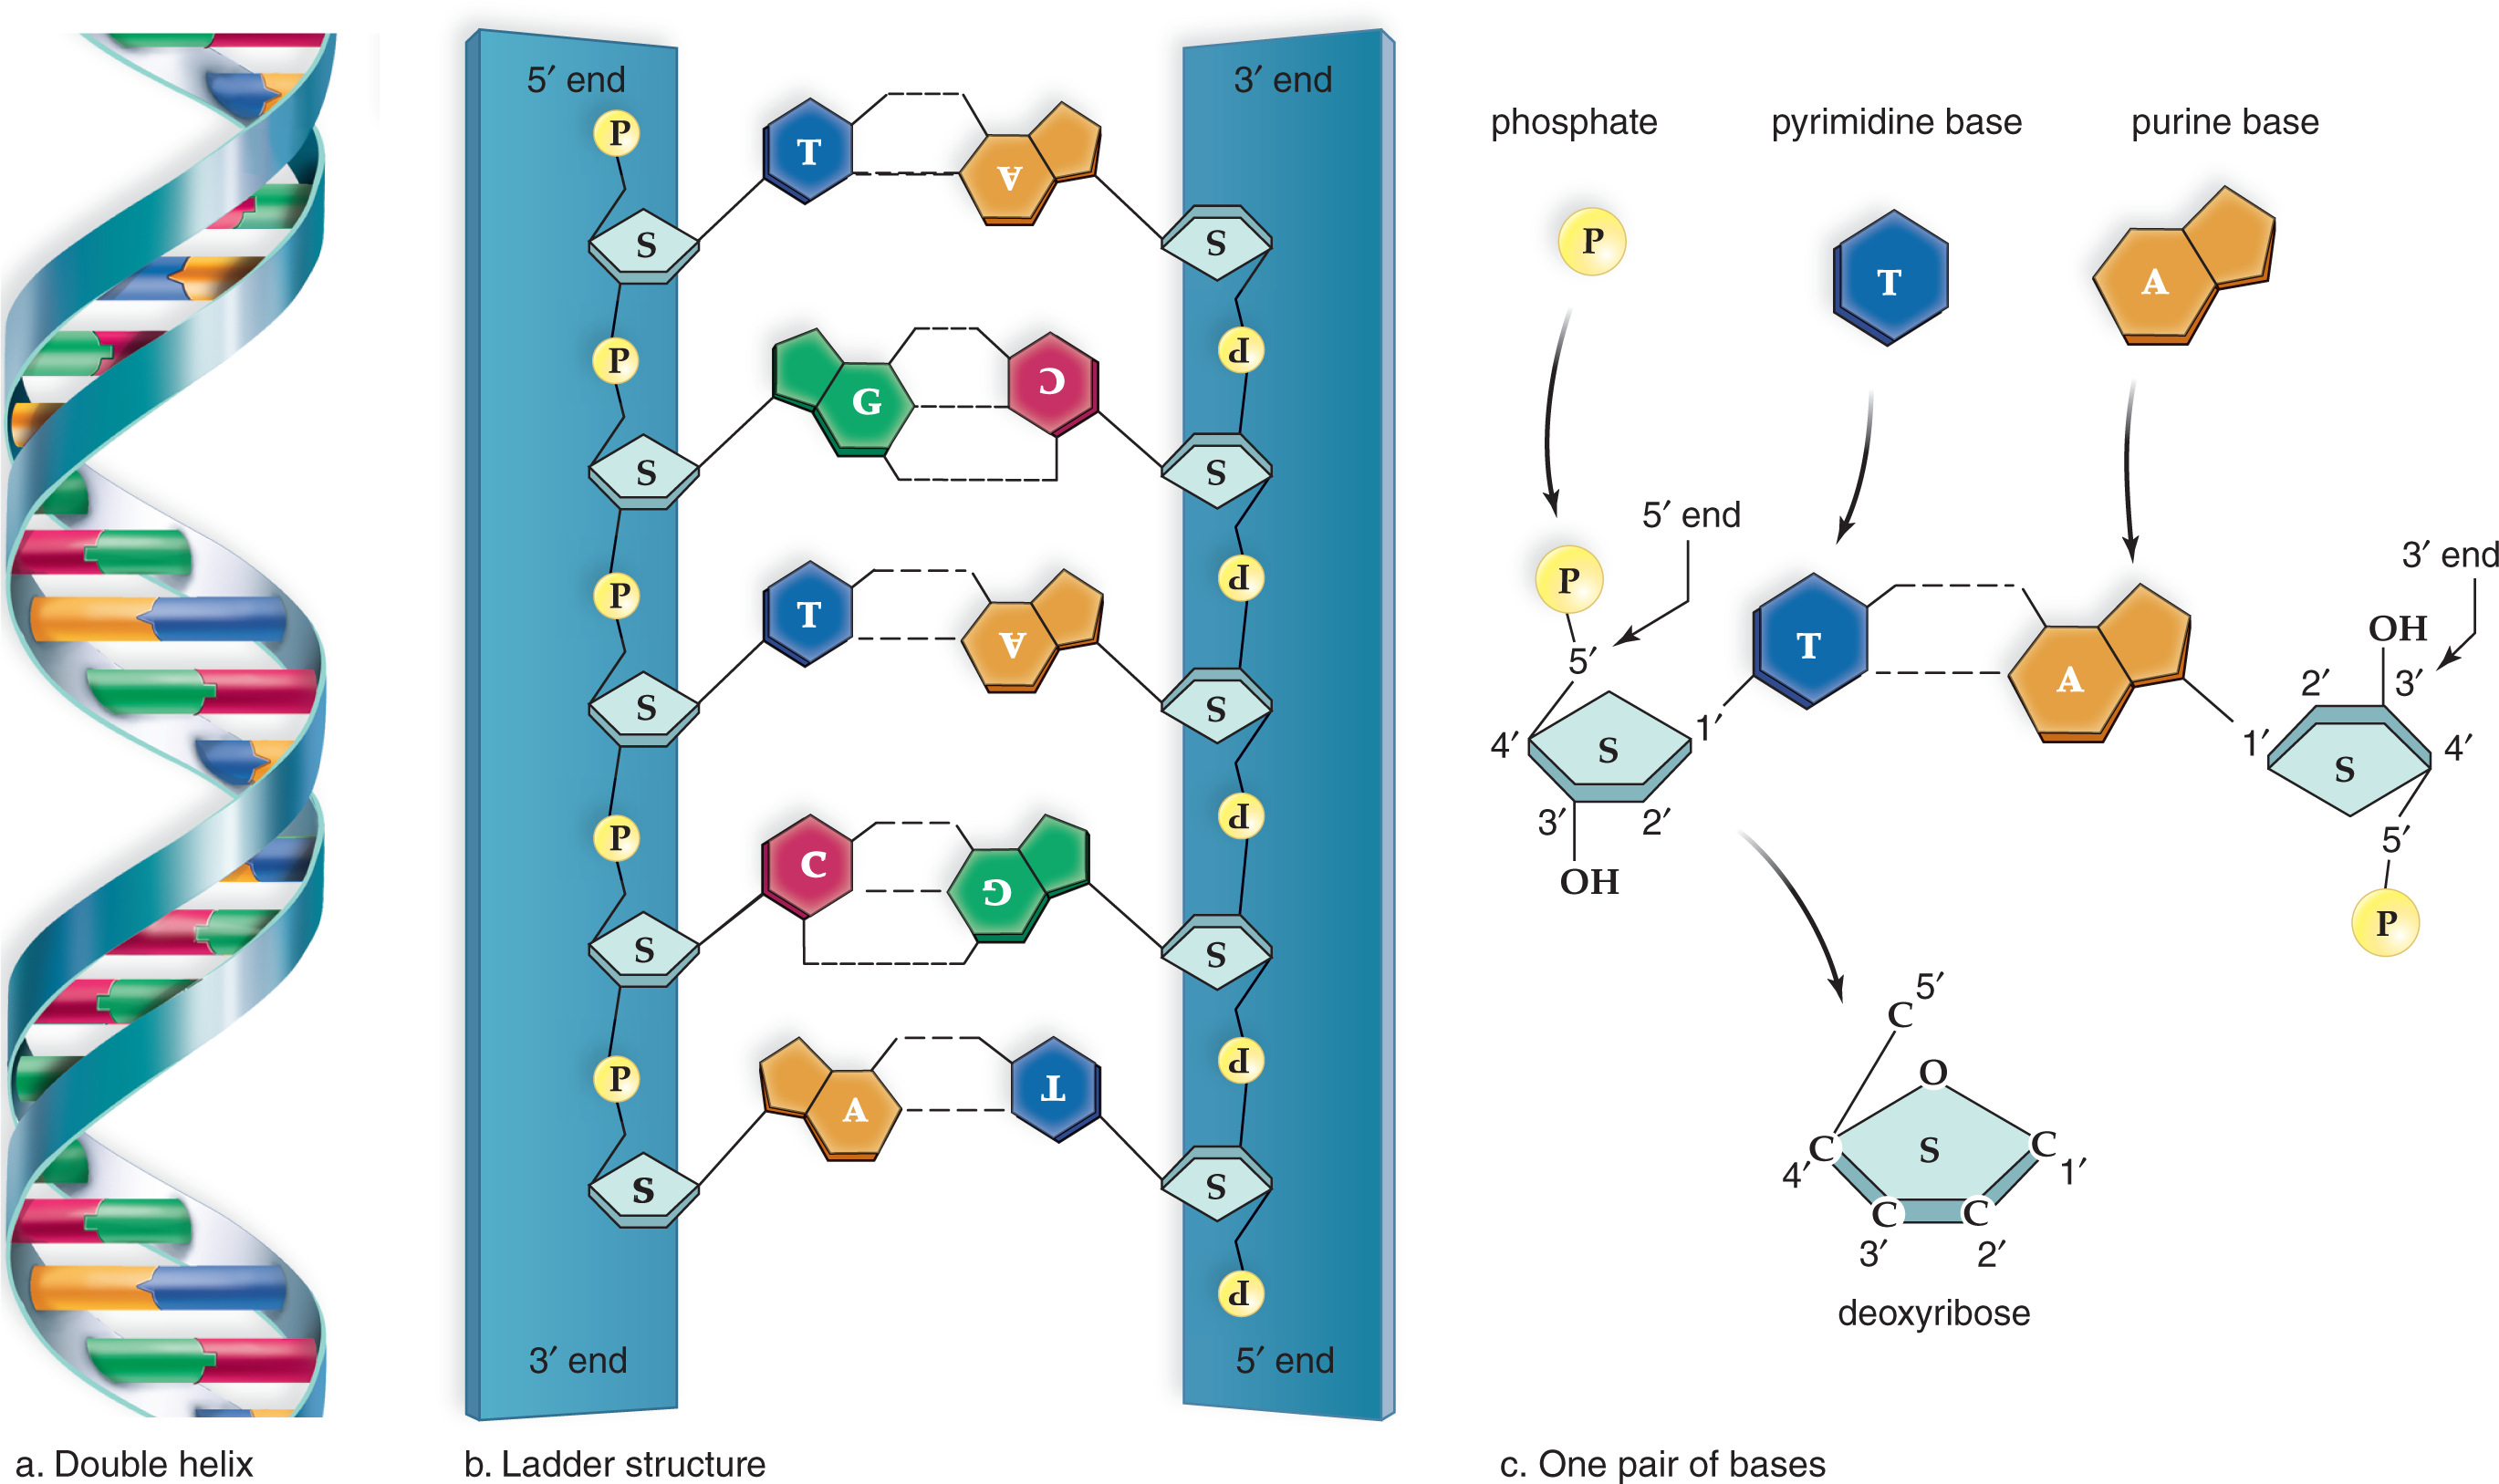 5′ end
3′ end
P
T
A
S
S
P
G
C
P
S
S
P
T
A
P
S
S
P
C
G
P
S
S
P
A
T
P
S
S
P
3′ end
5′ end
phosphate
pyrimidine base
purine base
P
T
A
5′ end
3′ end
P
5′
4′
S
1′
3′
2′
OH
T
A
OH
2′
3′
1′
S
4′
5′
P
5′
C
O
C
S
C
4′
1′
C
C
3′
2′
deoxyribose
a. Double helix
b. Ladder structure
c. One pair of bases